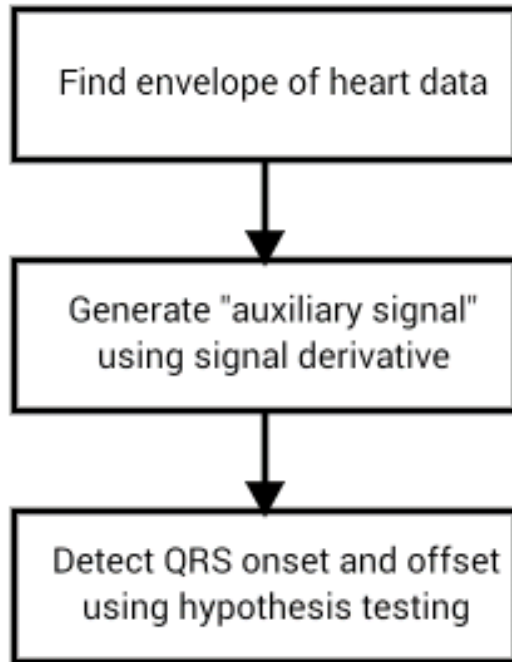 Find envelope of heart data
Generate "auxiliary signal"
using signal derivative
Detect QRS onset and offset
using hypothesis testing